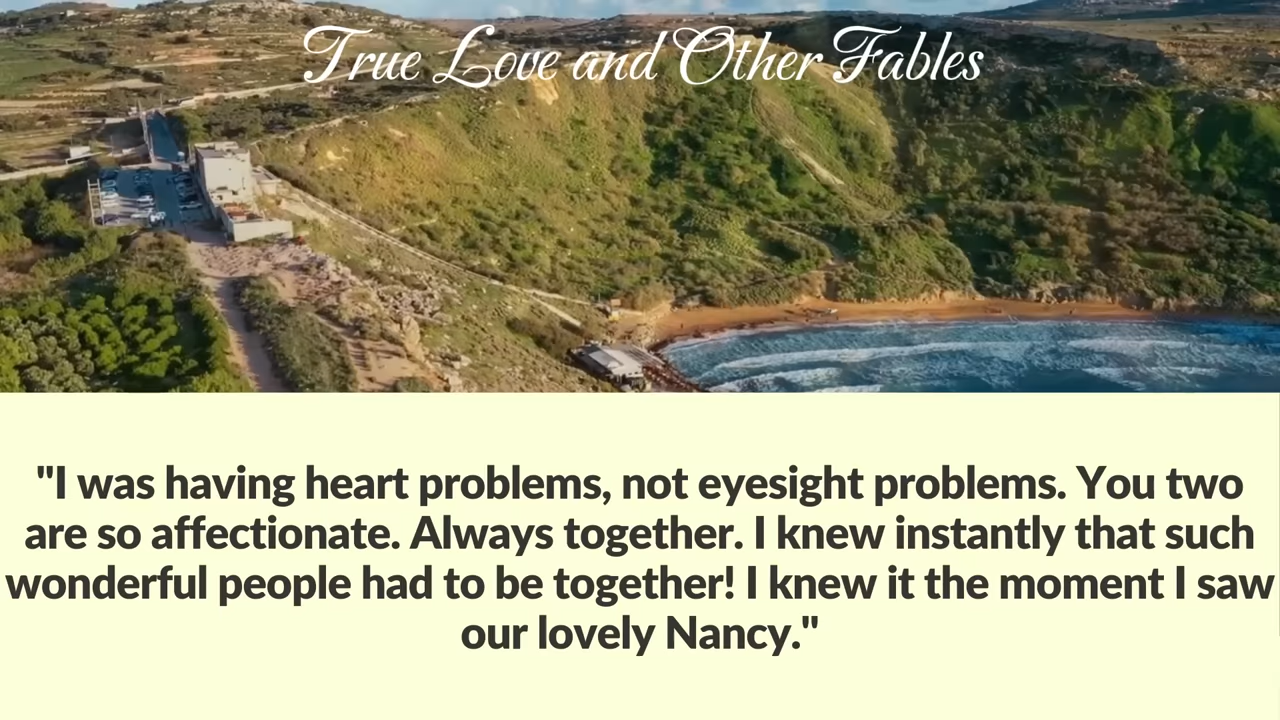 True Love and Other Fables
"I was having heart problems, not eyesight problems. You two
are so affectionate. Always together. I knew instantly that such
wonderful people had to be together! I knew it the moment I saw
our lovely Nancy."